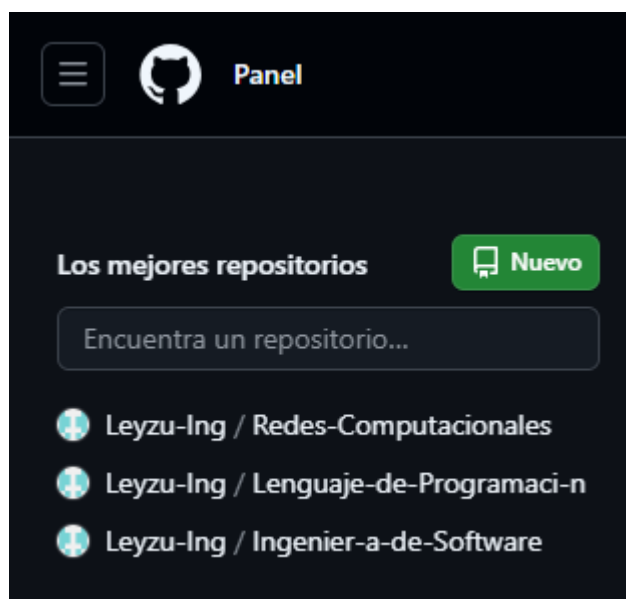 Panel
Los mejores repositorios
Nuevo
Encuentra un repositorio...
Leyzu-Ing / Redes-Computacionales
Leyzu-Ing / Lenguaje-de-Programaci-n
Leyzu-Ing / Ingenier-a-de-Software